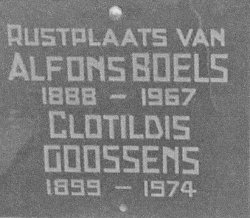 RUSTPLAATS VAN
ALFONS BOELS
1888 - 1967
CLOTILDIS
GOOSSENS
1899 - 1974